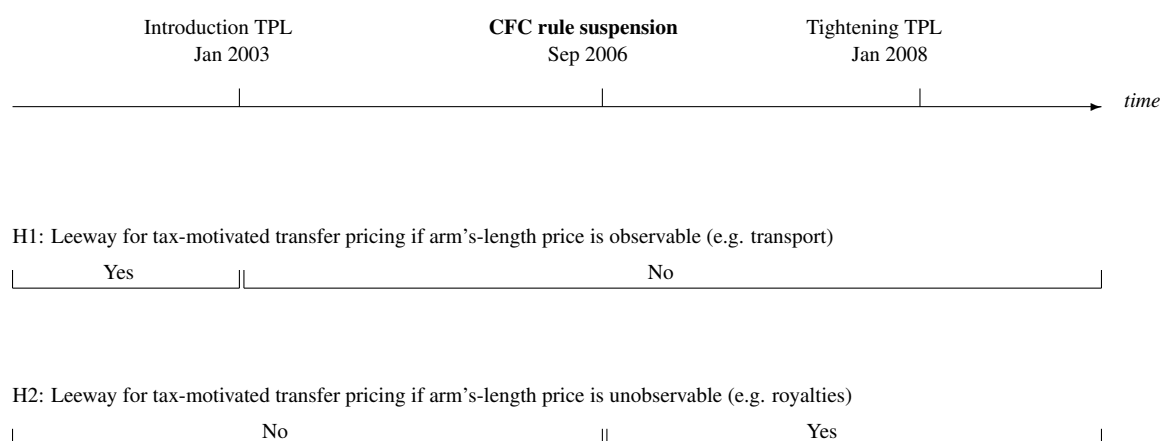 Introduction TPL CFC rule suspension Tightening TPL
Jan 2003 Sep 2006 Jan 2008
time
H1: Leeway for tax-motivated transfer pricing if arm's-length price is observable (e.g. transport)
Yes No
H2: Leeway for tax-motivated transfer pricing if arm's-length price is unobservable (e.g. royalties)
No Yes